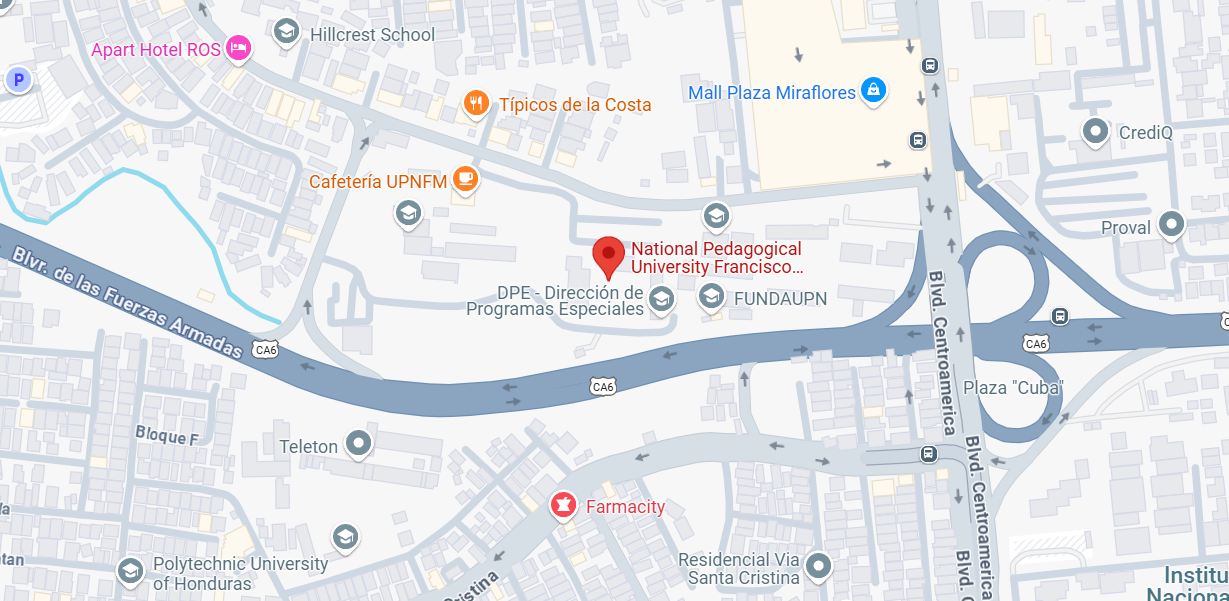 Hillcrest School
Apart Hotel ROS
P
Mall Plaza Miraflores
Típicos de la Costa
CrediQ
Cafetería UPNFM
Proval
National Pedagogical
University Francisco...
Blvr. de las Fuerzas Armadas
DPE - Dirección de
Programas Especiales
FUNDAUPN
Blvd. Centroamerica
CA6
CA6
CA6
Plaza "Cuba"
Bloque F
Teleton
Blvd. Centroamerica
Farmacity
Polytechnic University
of Honduras
Residencial Via
Santa Cristina
Blvd.
Institu
Naciona